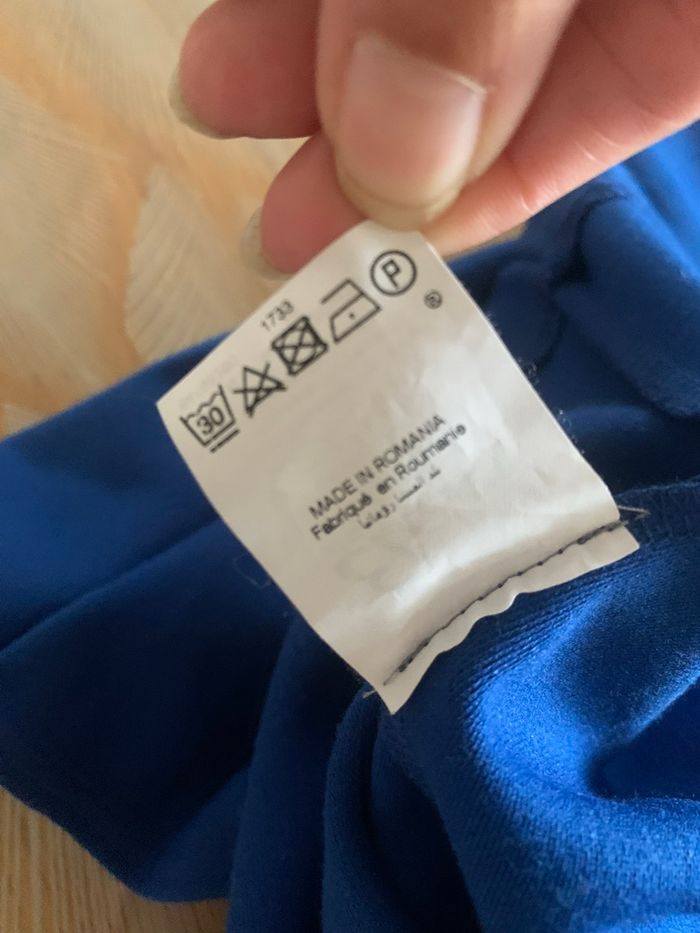 1733
30
P
®
MADE IN ROMANIA
Fabriqué en Roumanie